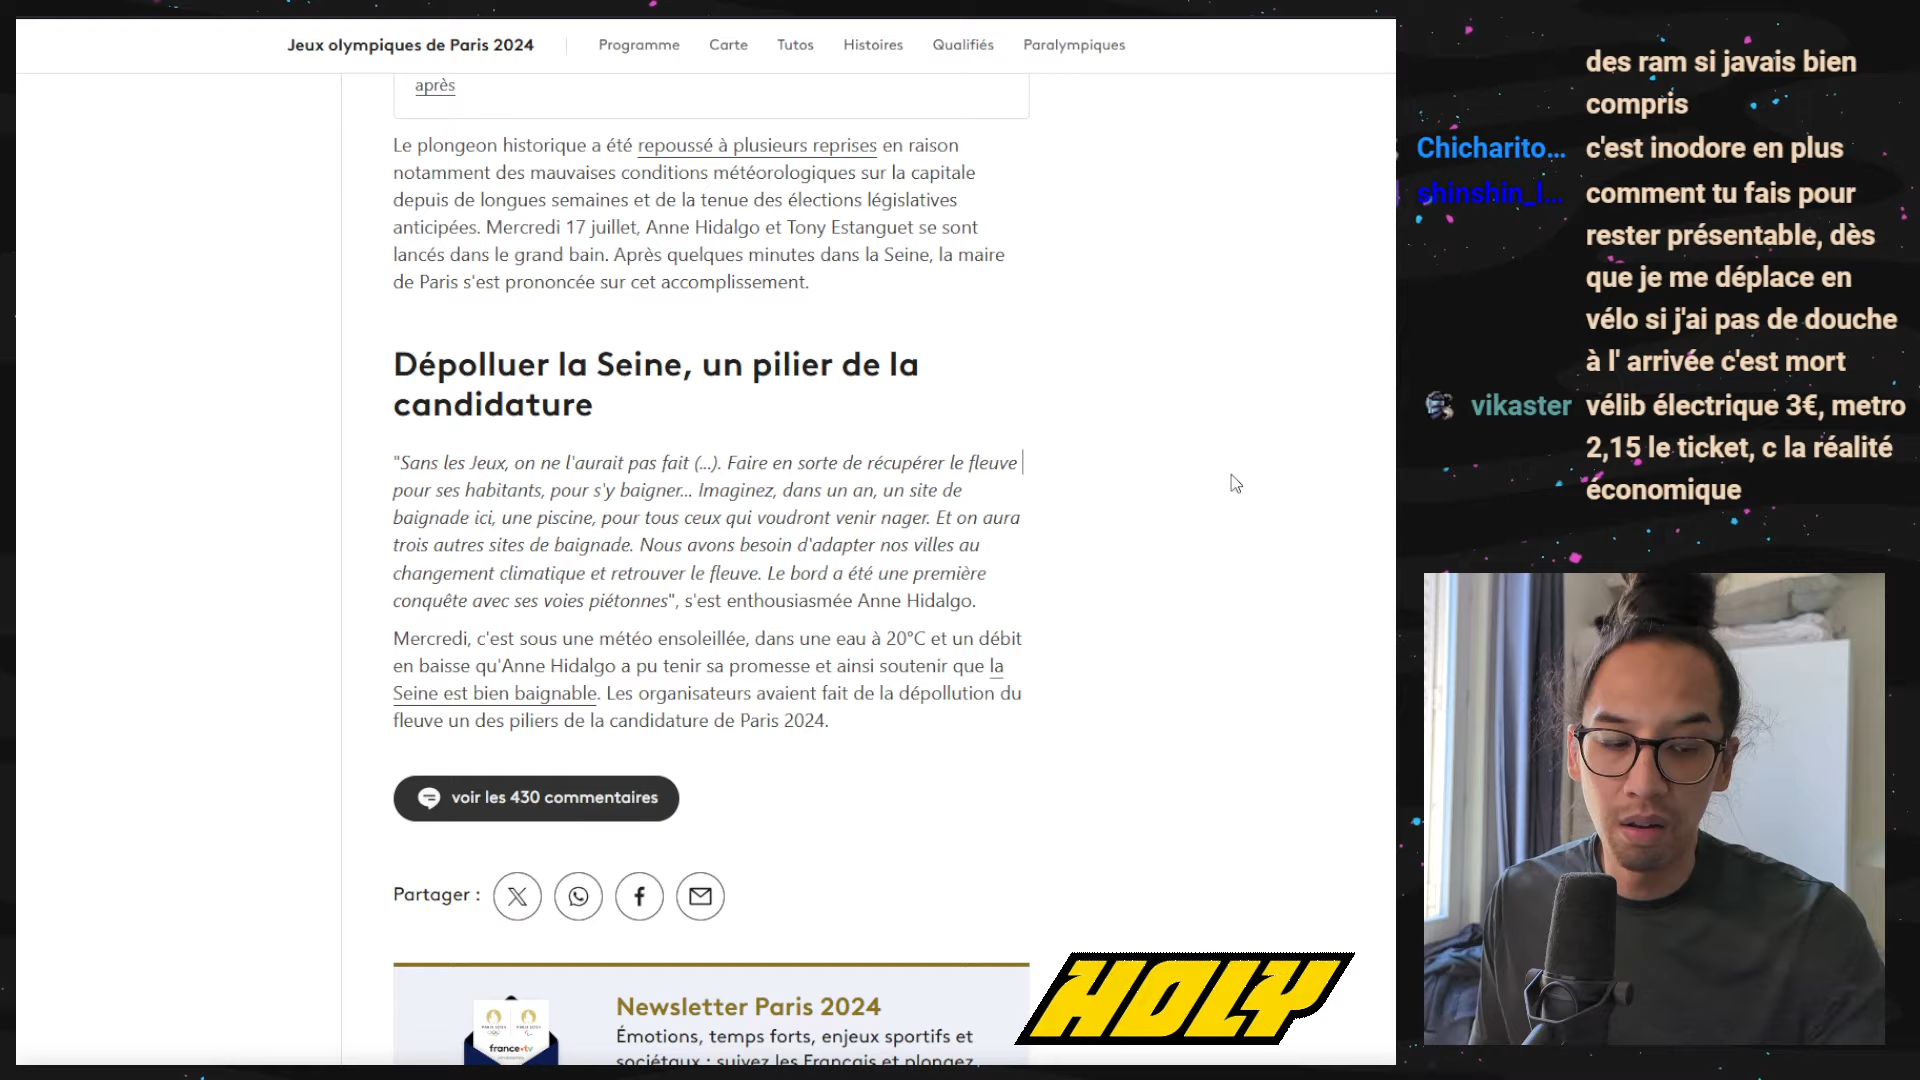 Jeux olympiques de Paris 2024
Programme
Carte
Tutos
Histoires
Qualifiés
Paralympiques
après
Le plongeon historique a été repoussé à plusieurs reprises en raison
notamment des mauvaises conditions météorologiques sur la capitale
depuis de longues semaines et de la tenue des élections législatives
anticipées. Mercredi 17 juillet, Anne Hidalgo et Tony Estanguet se sont
lancés dans le grand bain. Après quelques minutes dans la Seine, la maire
de Paris s'est prononcée sur cet accomplissement.
Dépolluer la Seine, un pilier de la
candidature
"Sans les Jeux, on ne l'aurait pas fait (...). Faire en sorte de récupérer le fleuve
pour ses habitants, pour s'y baigner... Imaginez, dans un an, un site de
baignade ici, une piscine, pour tous ceux qui voudront venir nager. Et on aura
trois autres sites de baignade. Nous avons besoin d'adapter nos villes au
changement climatique et retrouver le fleuve. Le bord a été une première
conquête avec ses voies piétonnes", s'est enthousiasmée Anne Hidalgo.
Mercredi, c'est sous une météo ensoleillée, dans une eau à 20°C et un débit
en baisse qu'Anne Hidalgo a pu tenir sa promesse et ainsi soutenir que la
Seine est bien baignable. Les organisateurs avaient fait de la dépollution du
fleuve un des piliers de la candidature de Paris 2024.
voir les 430 commentaires
Partager :
Newsletter Paris 2024
Émotions, temps forts, enjeux sportifs et
sociétaux : suivez les Français et plongez
france•tv
HOLY
des ram si javais bien
compris
Chicharito... c'est inodore en plus
shinshin_l... comment tu fais pour
rester présentable, dès
que je me déplace en
vélo si j'ai pas de douche
à l' arrivée c'est mort
vikaster vélib électrique 3€, metro
2,15 le ticket, c la réalité
économique